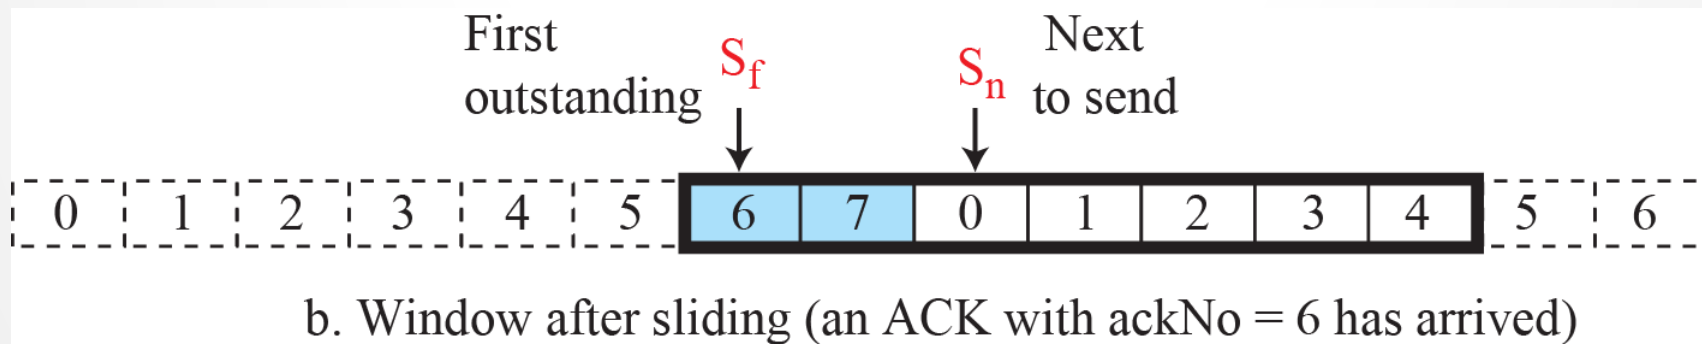 First
outstanding
Sf
Sn
Next
to send
0 1 2 3 4 5 6 7 0 1 2 3 4 5 6
b. Window after sliding (an ACK with ackNo = 6 has arrived)